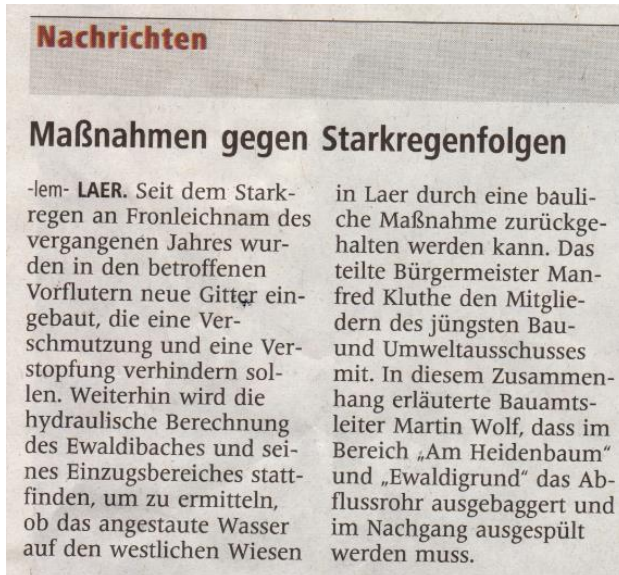 Nachrichten
Maßnahmen gegen Starkregenfolgen
-lem- LAER. Seit dem Stark-
regen an Fronleichnam des
vergangenen Jahres wur-
den in den betroffenen
Vorflutern neue Gitter ein-
gebaut, die eine Ver-
schmutzung und eine Ver-
stopfung verhindern sol-
len. Weiterhin wird die
hydraulische Berechnung
des Ewaldibaches und sei-
nes Einzugsbereiches statt-
finden, um zu ermitteln,
ob das angestaute Wasser
auf den westlichen Wiesen
in Laer durch eine bauli-
che Maßnahme zurückge-
halten werden kann. Das
teilte Bürgermeister Man-
fred Kluthe den Mitglie-
dern des jüngsten Bau-
und Umweltausschusses
mit. In diesem Zusammen-
hang erläuterte Bauamts-
leiter Martin Wolf, dass im
Bereich „Am Heidenbaum“
und „Ewaldigrund“ das Ab-
flussrohr ausgebaggert und
im Nachgang ausgespült
werden muss.